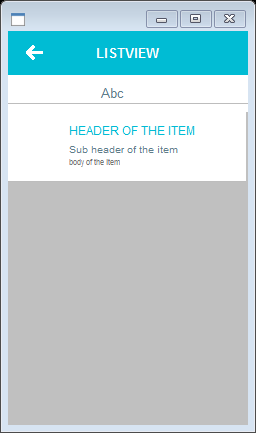 LISTVIEW
Abc
HEADER OF THE ITEM
Sub header of the item
body of the item